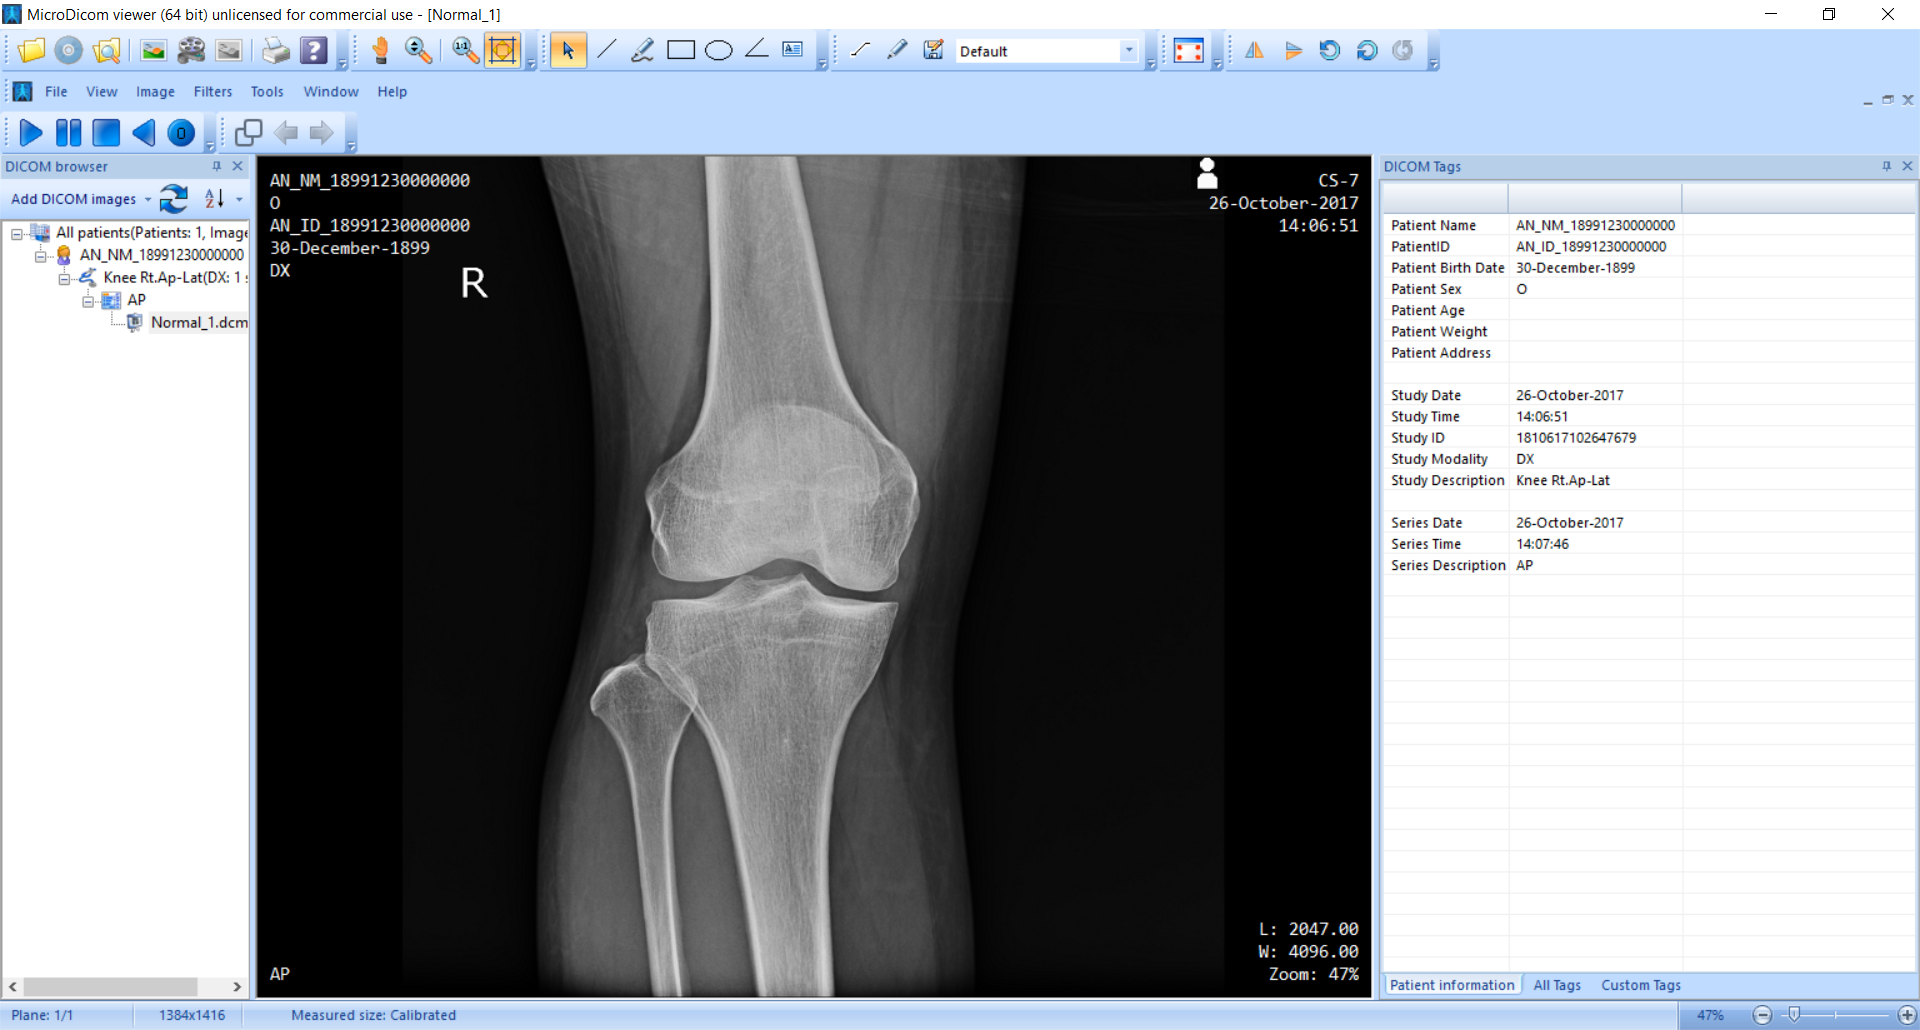 MicroDicom viewer (64 bit) unlicensed for commercial use - [Normal_1]
1:1
Default
File View Image Filters Tools Window Help
0
DICOM browser
Add DICOM images
A
Z
All patients(Patients: 1, Image
AN_NM_18991230000000
Knee Rt.Ap-Lat(DX: 1
AP
Normal_1.dcm
AN_NM_18991230000000
O
AN_ID_18991230000000
30-December-1899
DX
R
CS-7
26-October-2017
14:06:51
AP
L: 2047.00
W: 4096.00
Zoom: 47%
DICOM Tags
Patient Name AN_NM_18991230000000
PatientID AN_ID_18991230000000
Patient Birth Date 30-December-1899
Patient Sex O
Patient Age
Patient Weight
Patient Address
Study Date 26-October-2017
Study Time 14:06:51
Study ID 1810617102647679
Study Modality DX
Study Description Knee Rt.Ap-Lat
Series Date 26-October-2017
Series Time 14:07:46
Series Description AP
Patient information All Tags Custom Tags
Plane: 1/1 1384x1416 Measured size: Calibrated 47%